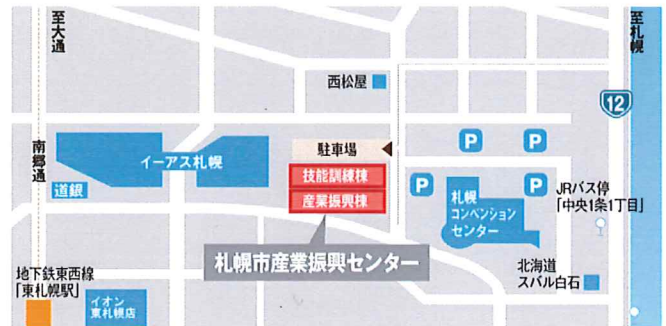 至大通
至札幌
西松屋
12
南郷通
イーアス札幌
道銀
駐車場
技能訓練棟
産業振興棟
P
P
P
P
札幌
コンベンション
センター
JRバス停
「中央1条1丁目」
札幌市産業振興センター
地下鉄東西線
「東札幌駅」
イオン
東札幌店
北海道
スバル白石